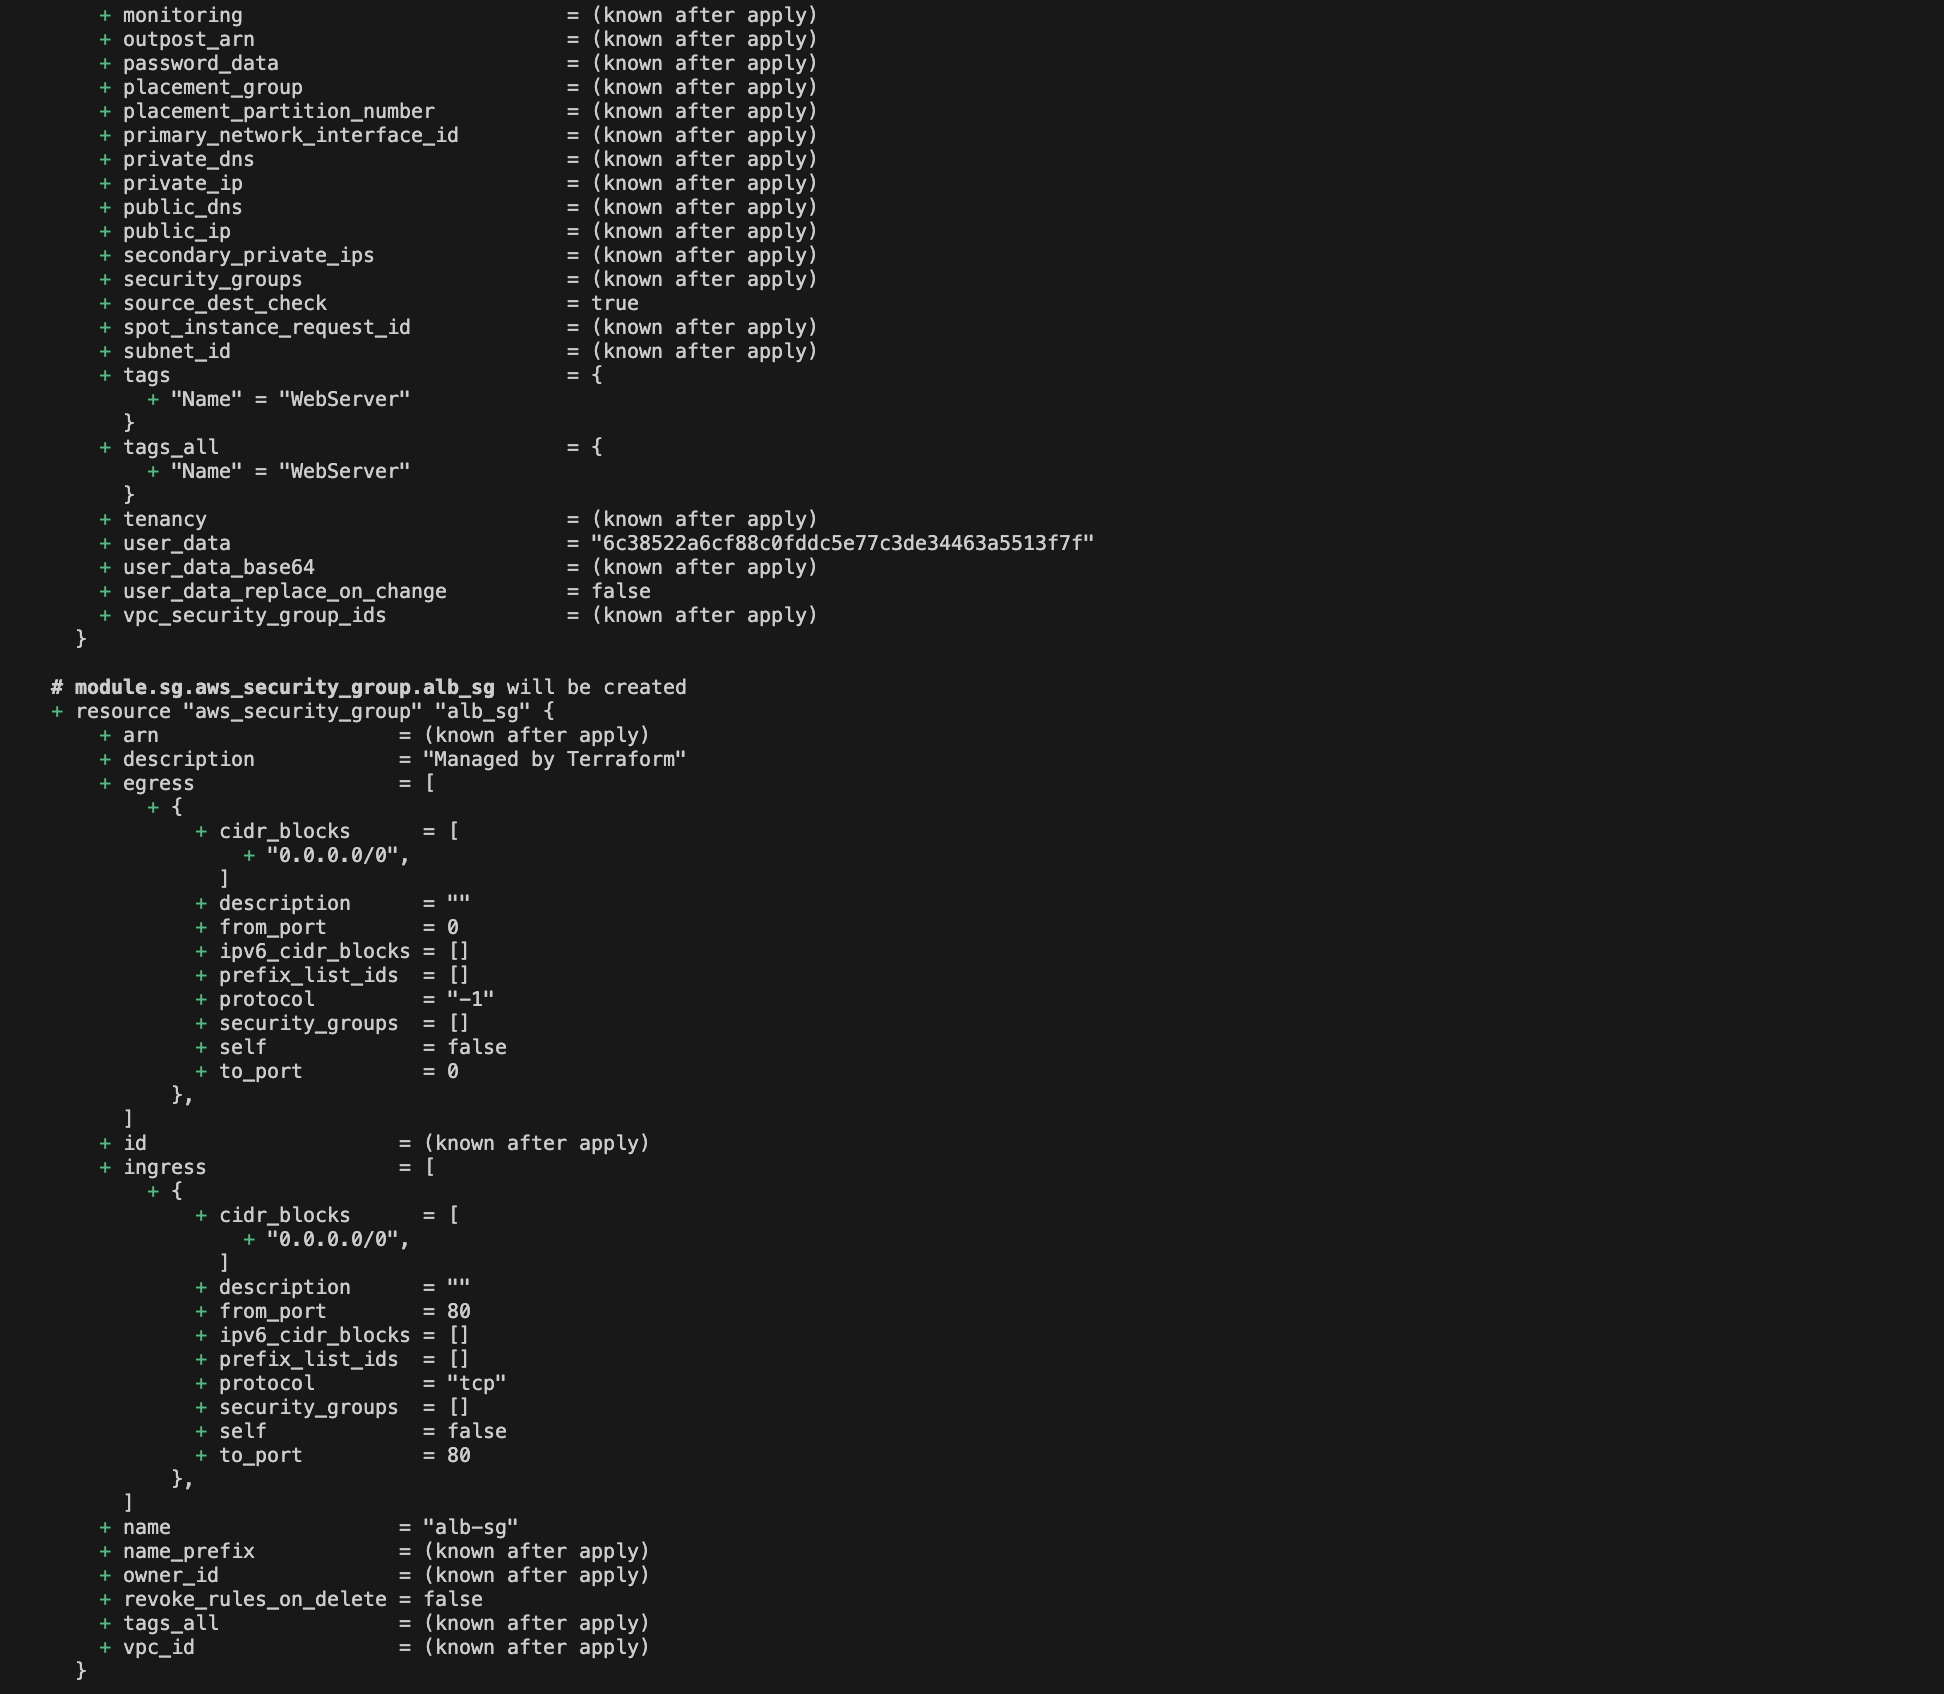 + monitoring                           = (known after apply)
+ outpost_arn                          = (known after apply)
+ password_data                        = (known after apply)
+ placement_group                      = (known after apply)
+ placement_partition_number           = (known after apply)
+ primary_network_interface_id         = (known after apply)
+ private_dns                          = (known after apply)
+ private_ip                           = (known after apply)
+ public_dns                           = (known after apply)
+ public_ip                            = (known after apply)
+ secondary_private_ips                = (known after apply)
+ security_groups                      = (known after apply)
+ source_dest_check                    = true
+ spot_instance_request_id             = (known after apply)
+ subnet_id                            = (known after apply)
+ tags                                 = {
+ "Name" = "WebServer"
}
+ tags_all                             = {
+ "Name" = "WebServer"
}
+ tenancy                              = (known after apply)
+ user_data                            = "6c38522a6cf88c0fddc5e77c3de34463a5513f7f"
+ user_data_base64                     = (known after apply)
+ user_data_replace_on_change          = false
+ vpc_security_group_ids               = (known after apply)
}
# module.sg.aws_security_group.alb_sg will be created
+ resource "aws_security_group" "alb_sg" {
+ arn                    = (known after apply)
+ description            = "Managed by Terraform"
+ egress                 = [
+ {
+ cidr_blocks      = [
+ "0.0.0.0/0",
]
+ description      = ""
+ from_port        = 0
+ ipv6_cidr_blocks = []
+ prefix_list_ids  = []
+ protocol         = "-1"
+ security_groups  = []
+ self             = false
+ to_port          = 0
},
]
+ id                     = (known after apply)
+ ingress                = [
+ {
+ cidr_blocks      = [
+ "0.0.0.0/0",
]
+ description      = ""
+ from_port        = 80
+ ipv6_cidr_blocks = []
+ prefix_list_ids  = []
+ protocol         = "tcp"
+ security_groups  = []
+ self             = false
+ to_port          = 80
},
]
+ name                   = "alb-sg"
+ name_prefix            = (known after apply)
+ owner_id               = (known after apply)
+ revoke_rules_on_delete = false
+ tags_all               = (known after apply)
+ vpc_id                 = (known after apply)
}